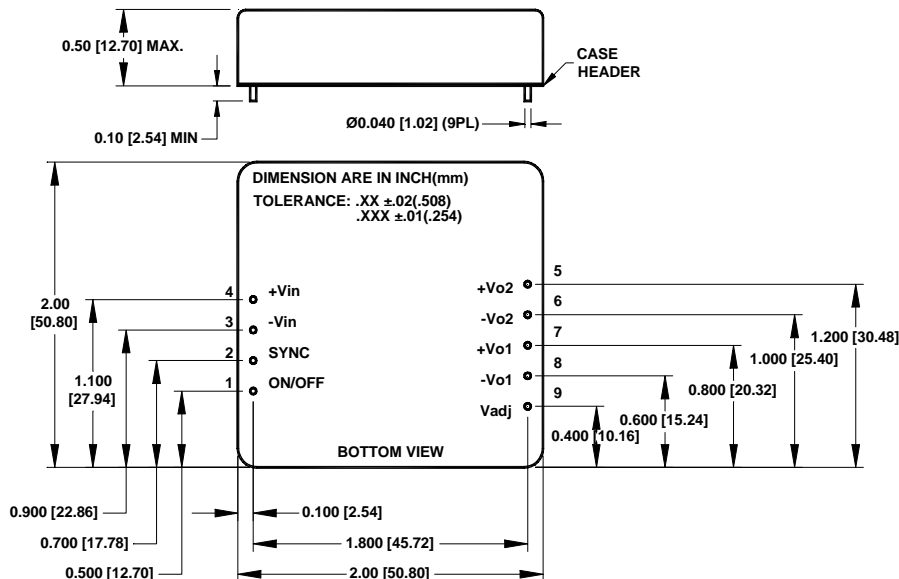 0.50 [12.70] MAX.
CASE
HEADER
0.10 [2.54] MIN
Ø0.040 [1.02] (9PL)
DIMENSION ARE IN INCH(mm)
TOLERANCE: .XX ±.02(.508)
.XXX ±.01(.254)
2.00
[50.80]
1.100
[27.94]
4
+Vin
3
-Vin
2
SYNC
1
ON/OFF
+Vo2
5
-Vo2
6
+Vo1
7
-Vo1
8
Vadj
9
1.200 [30.48]
1.000 [25.40]
0.800 [20.32]
0.600 [15.24]
0.400 [10.16]
BOTTOM VIEW
0.900 [22.86]
0.100 [2.54]
0.700 [17.78]
1.800 [45.72]
0.500 [12.70]
2.00 [50.80]